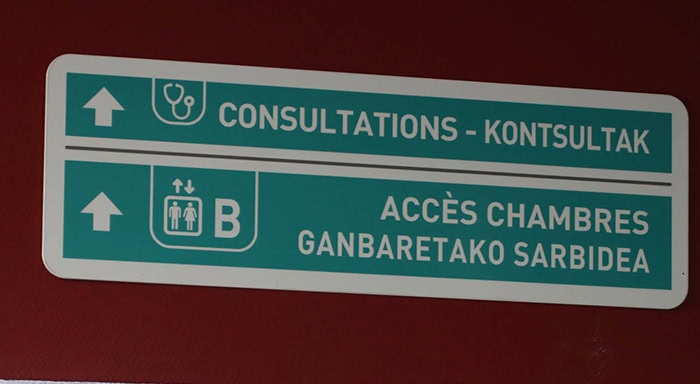 CONSULTATIONS - KONTSULTAK
B
ACCÈS CHAMBRES
GANBARETAKO SARBIDEA